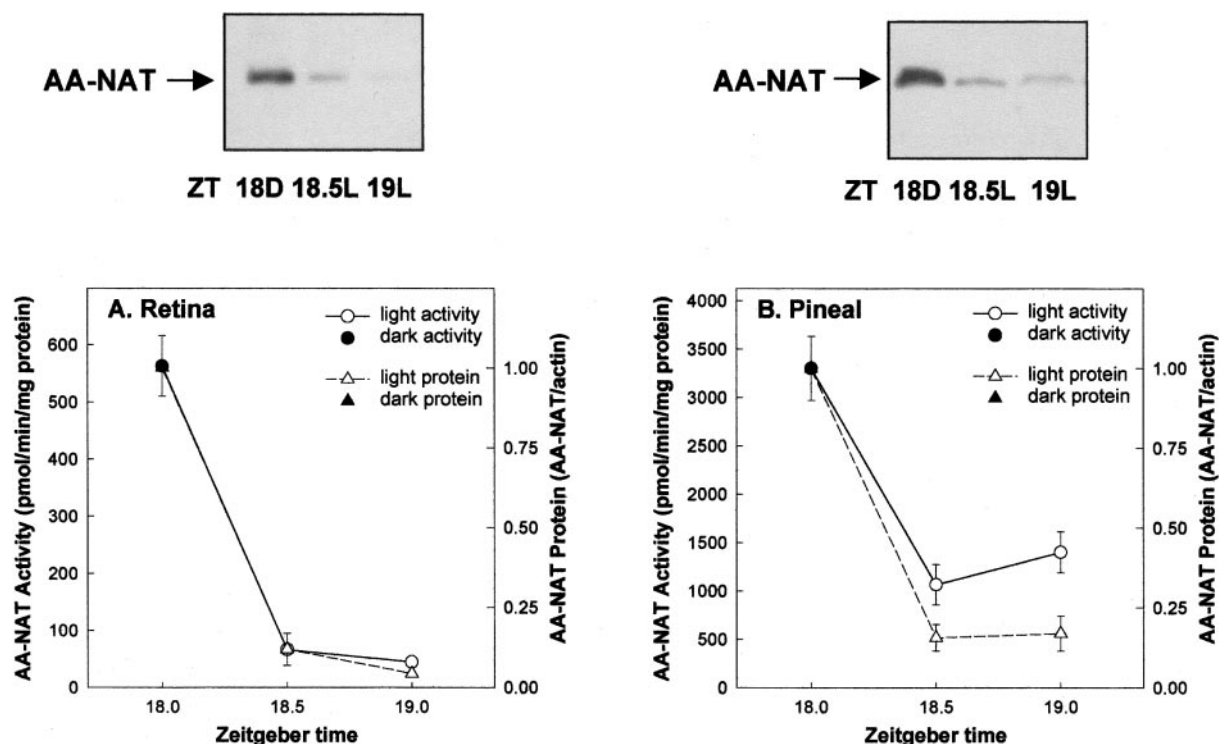 AA-NAT
ZT 18D 18.5L 19L
AA-NAT
ZT 18D 18.5L 19L
A. Retina
light activity
dark activity
light protein
dark protein
AA-NAT Activity (pmol/min/mg protein)
600
500
400
300
200
100
0
1.00
0.75
0.50
0.25
0.00
AA-NAT Protein (AA-NAT/actin)
18.0 18.5 19.0
Zeitgeber time
B. Pineal
light activity
dark activity
light protein
dark protein
AA-NAT Activity (pmol/min/mg protein)
4000
3500
3000
2500
2000
1500
1000
500
0
1.00
0.75
0.50
0.25
0.00
AA-NAT Protein (AA-NAT/actin)
18.0 18.5 19.0
Zeitgeber time